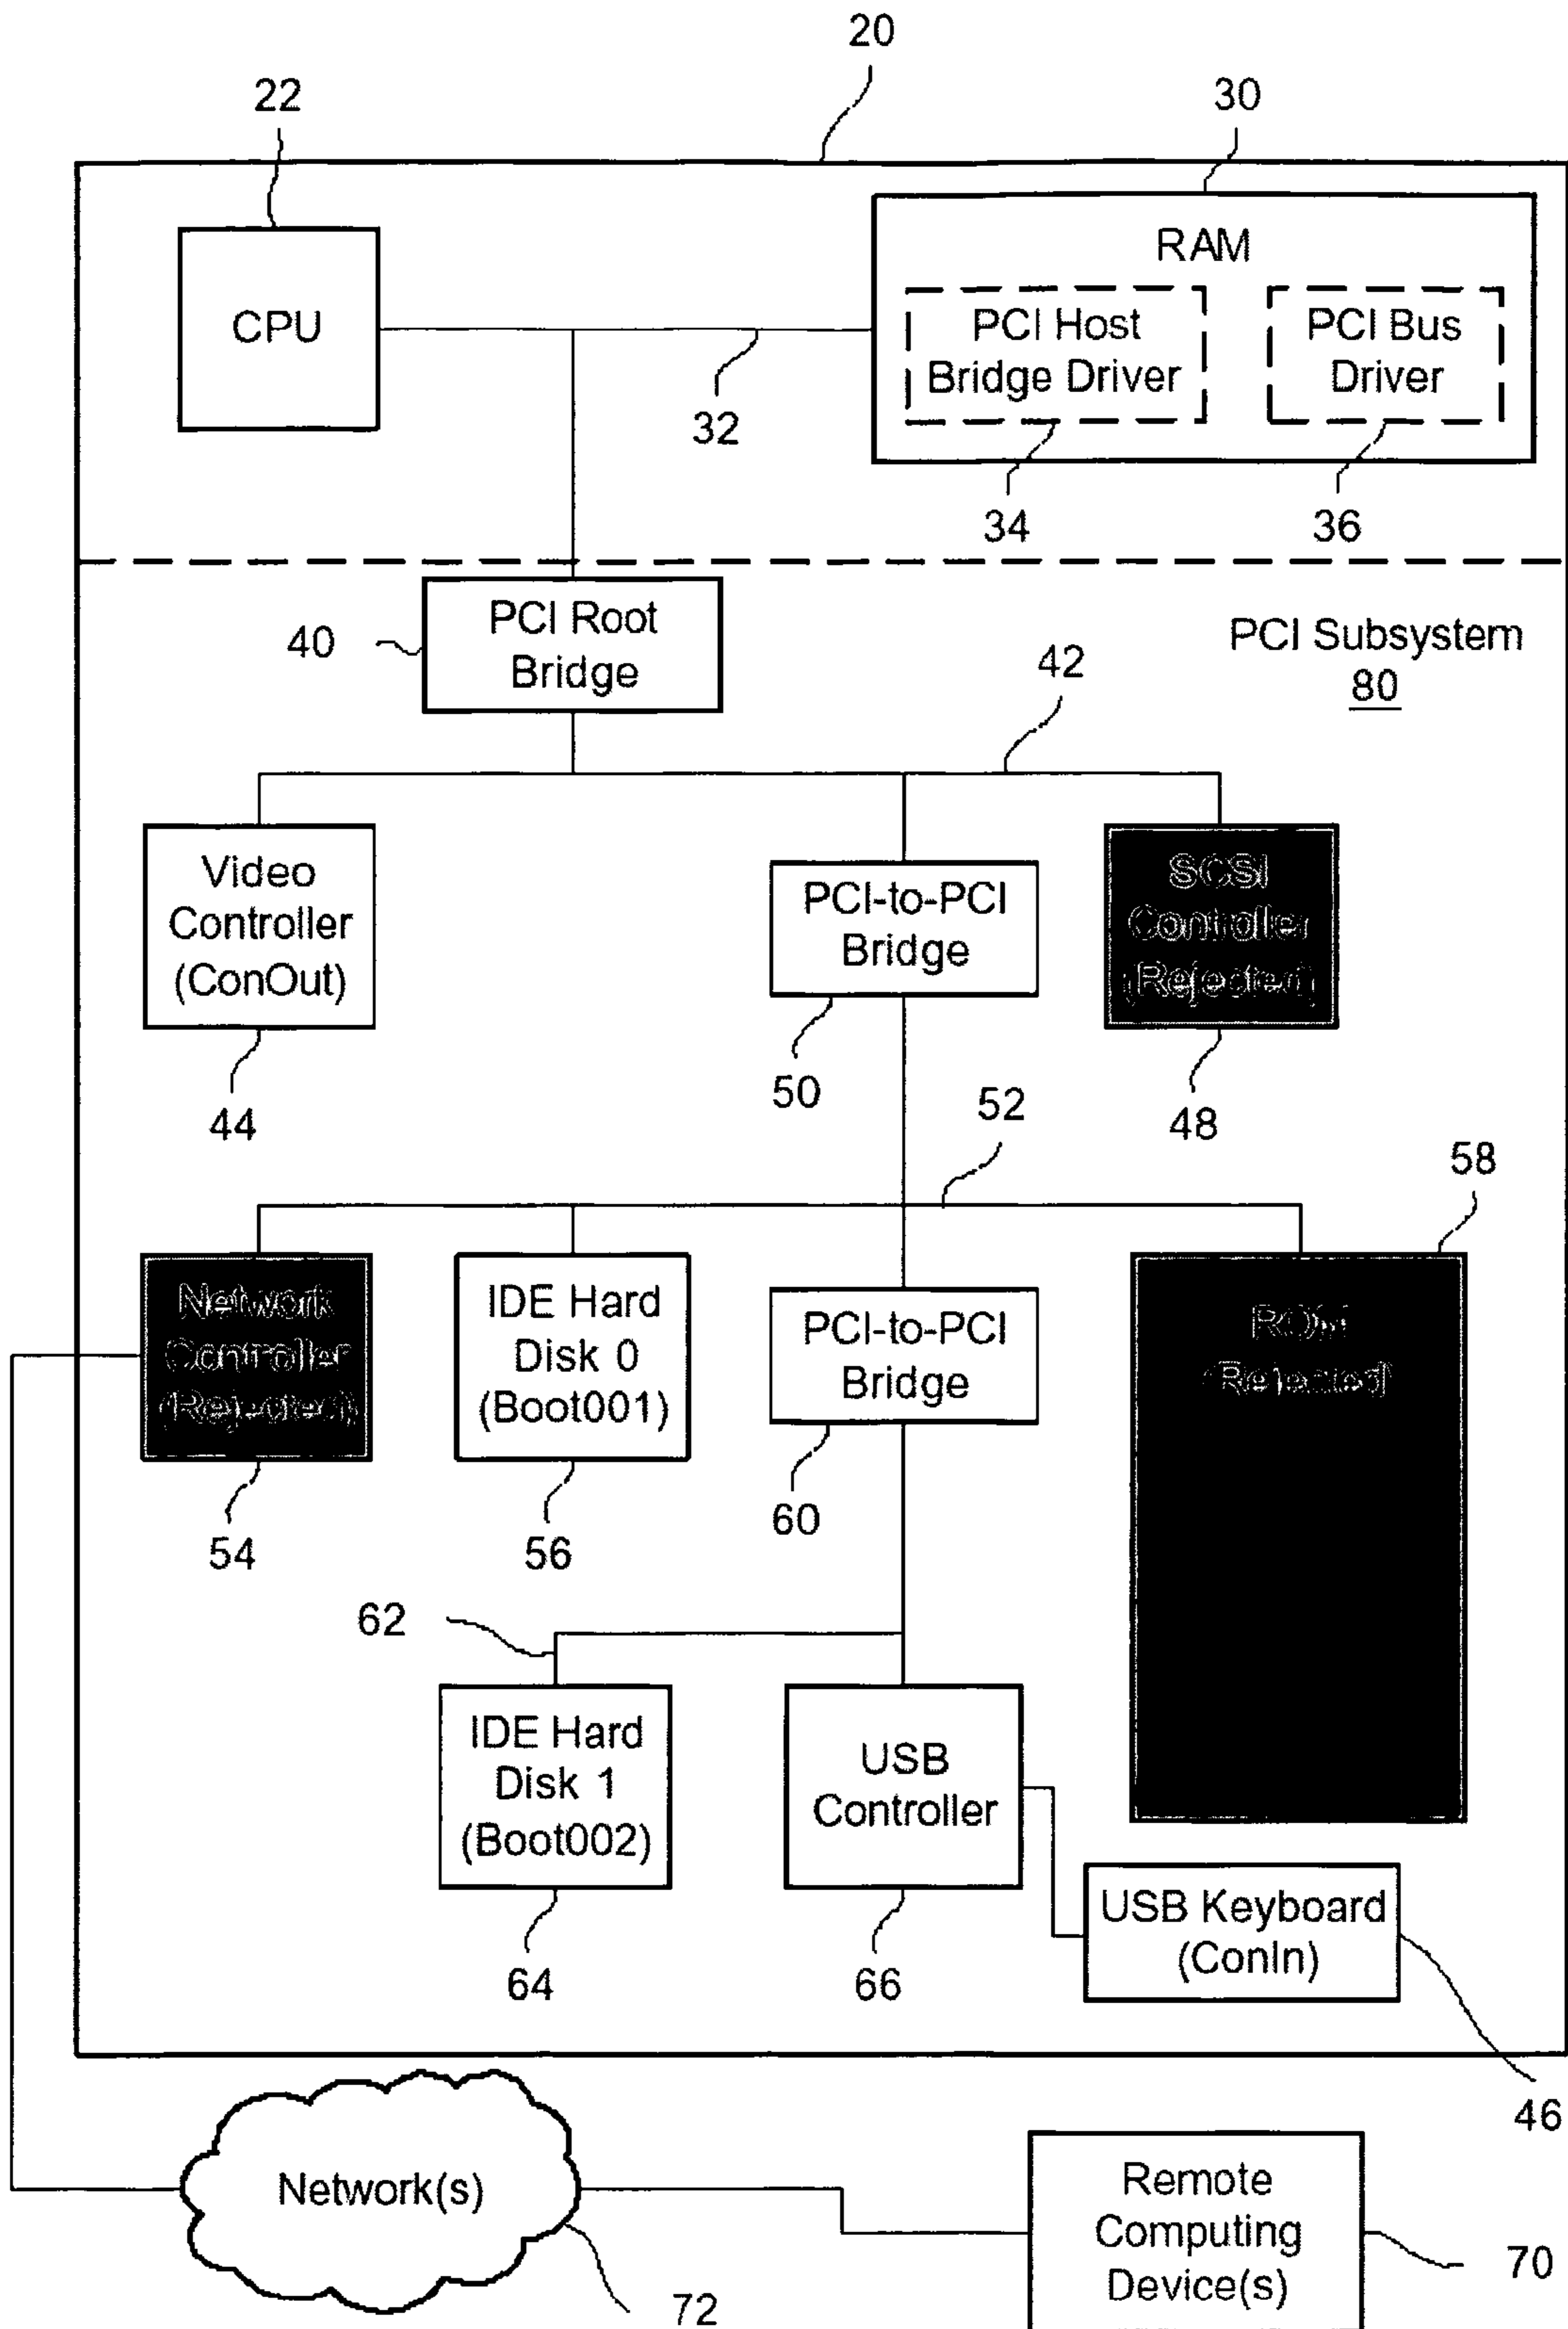 20
22
30
RAM
CPU
PCI Host
Bridge Driver
PCI Bus
Driver
32
34
36
PCI Root
Bridge
40
PCI Subsystem
80
42
Video
Controller
(ConOut)
PCI-to-PCI
Bridge
SCSI
Controller
(Rejected)
44
50
48
52
58
Network
Controller
(Rejected)
IDE Hard
Disk 0
(Boot001)
PCI-to-PCI
Bridge
ROM
(Rejected)
54
56
60
62
IDE Hard
Disk 1
(Boot002)
USB
Controller
USB Keyboard
(ConIn)
64
66
46
Network(s)
Remote
Computing
Device(s)
72
70